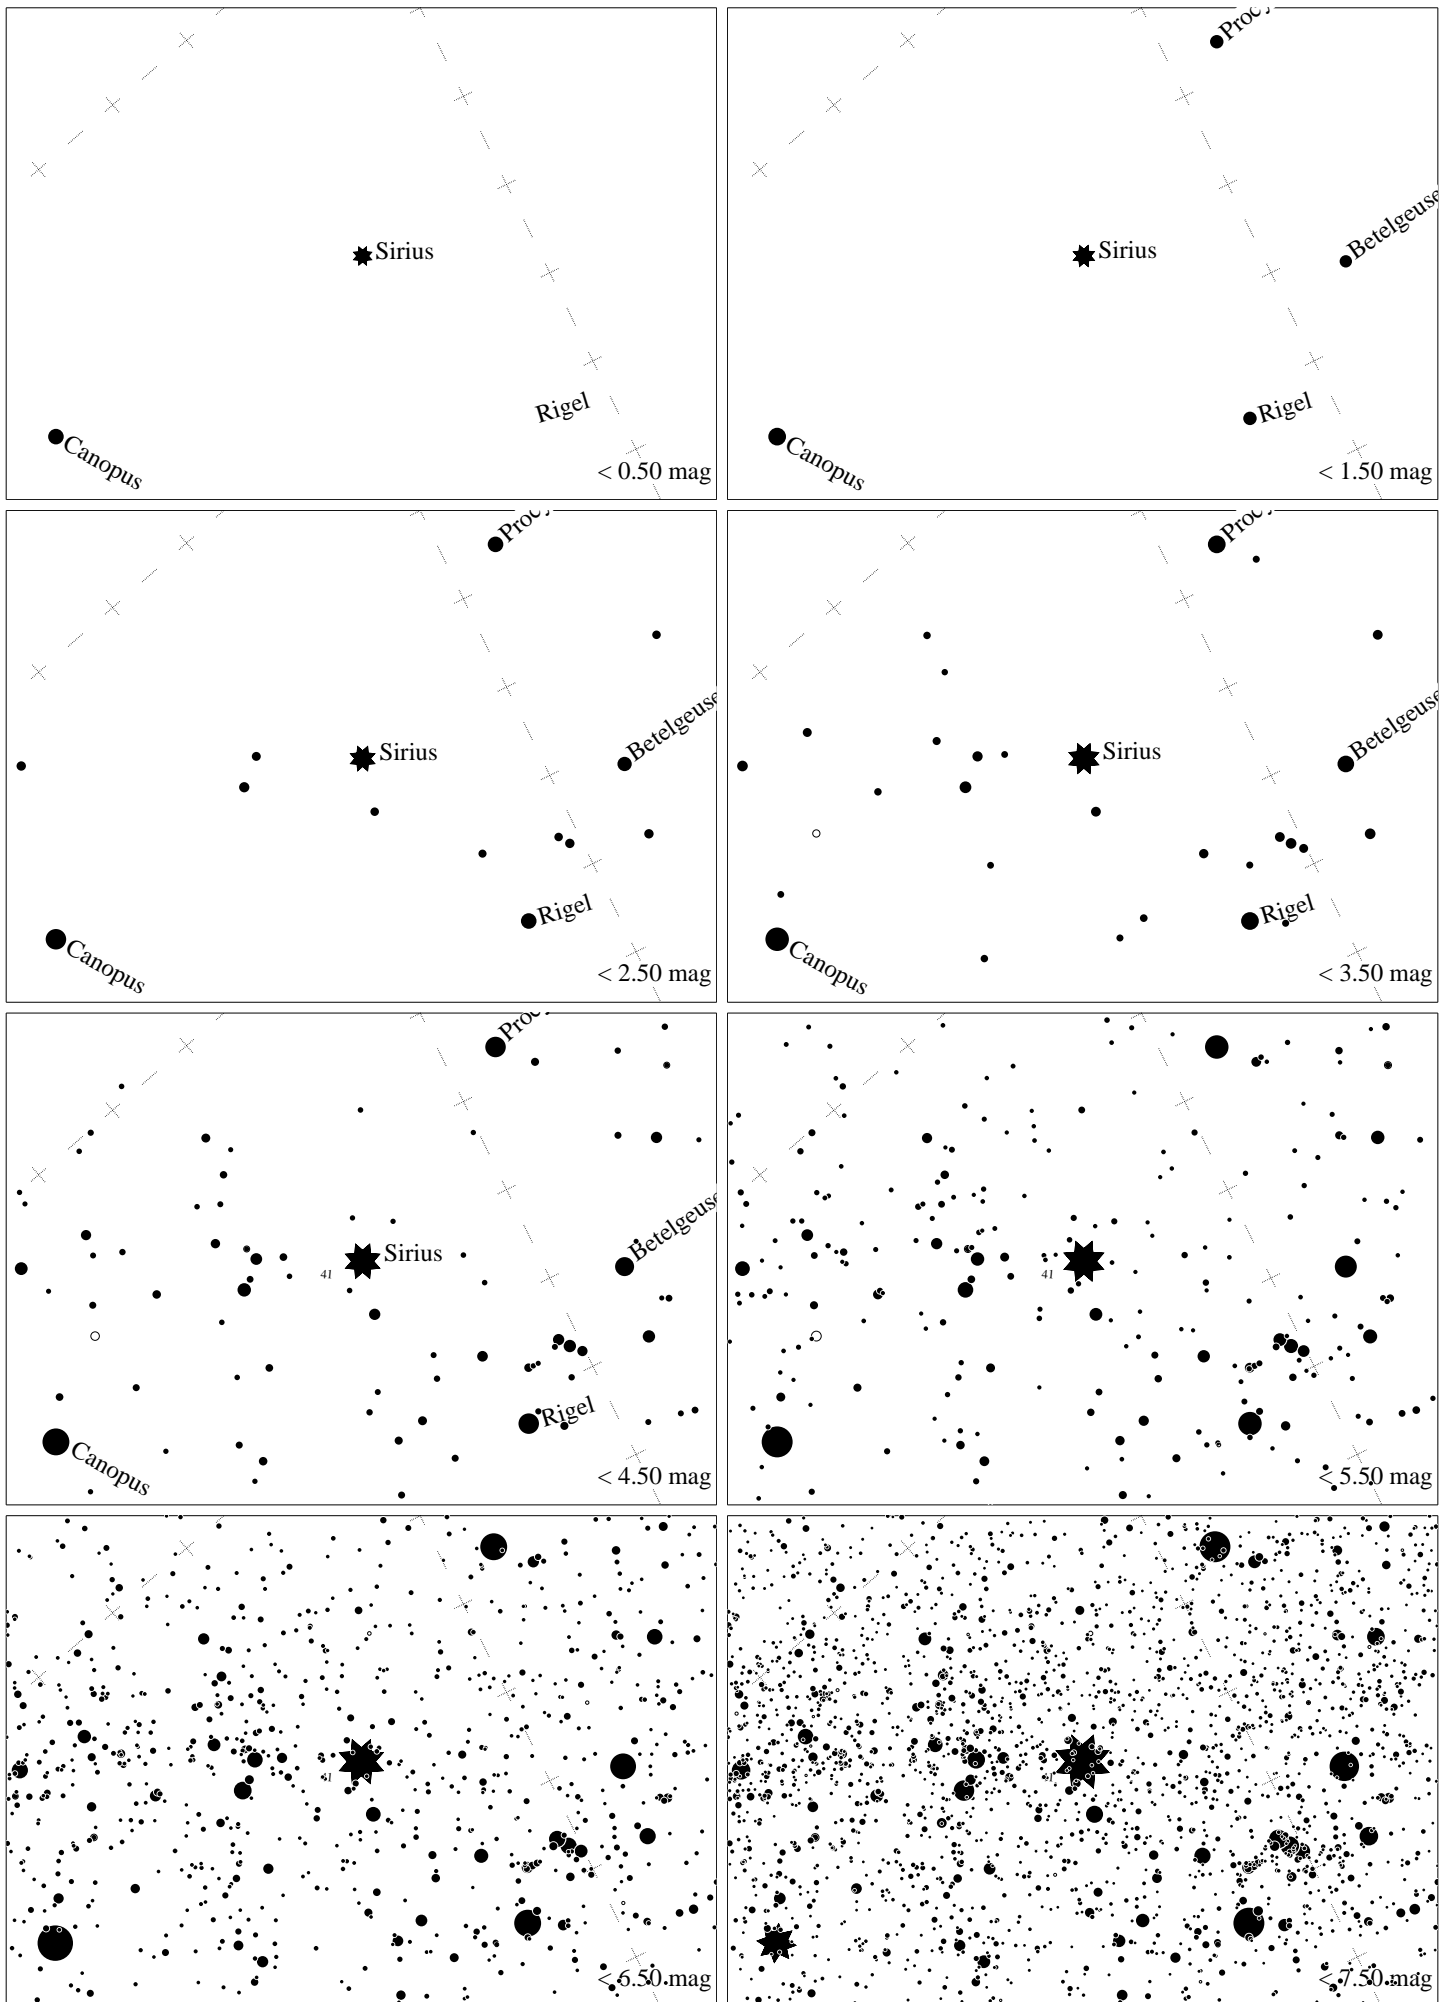 Sirius
Rigel
Canopus
< 0.50 mag
Betelgeuse
Sirius
Rigel
Canopus
< 1.50 mag
Betelgeuse
Sirius
Rigel
Canopus
< 2.50 mag
Betelgeuse
Sirius
Rigel
Canopus
< 3.50 mag
Betelgeuse
Sirius
41
Rigel
Canopus
< 4.50 mag
41
< 5.50 mag
41
< 6.50 mag
41
< 7.50 mag